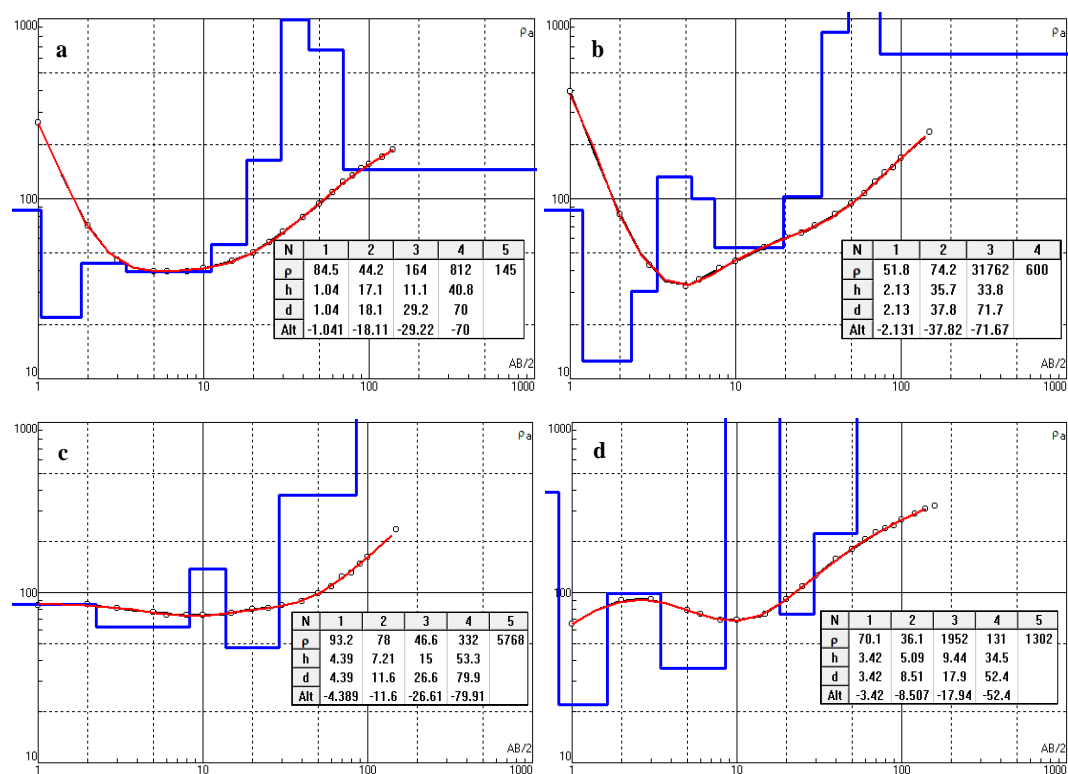 a
1000
ρa
100
10
1
10
100
1000
AB/2
N 1 2 3 4 5
ρ 84.5 44.2 164 812 145
h 1.04 17.1 11.1 40.8
d 1.04 18.1 29.2 70
Alt -1.041 -18.11 -29.22 -70
b
1000
ρa
100
10
1
10
100
1000
AB/2
N 1 2 3 4
ρ 51.8 74.2 31762 600
h 2.13 35.7 33.8
d 2.13 37.8 71.7
Alt -2.131 -37.82 -71.67
c
1000
ρa
100
10
1
10
100
1000
AB/2
N 1 2 3 4 5
ρ 93.2 78 46.6 332 5768
h 4.39 7.21 15 53.3
d 4.39 11.6 26.6 79.9
Alt -4.389 -11.6 -26.61 -79.91
d
1000
ρa
100
10
1
10
100
1000
AB/2
N 1 2 3 4 5
ρ 70.1 36.1 1952 131 1302
h 3.42 5.09 9.44 34.5
d 3.42 8.51 17.9 52.4
Alt -3.42 -8.507 -17.94 -52.4